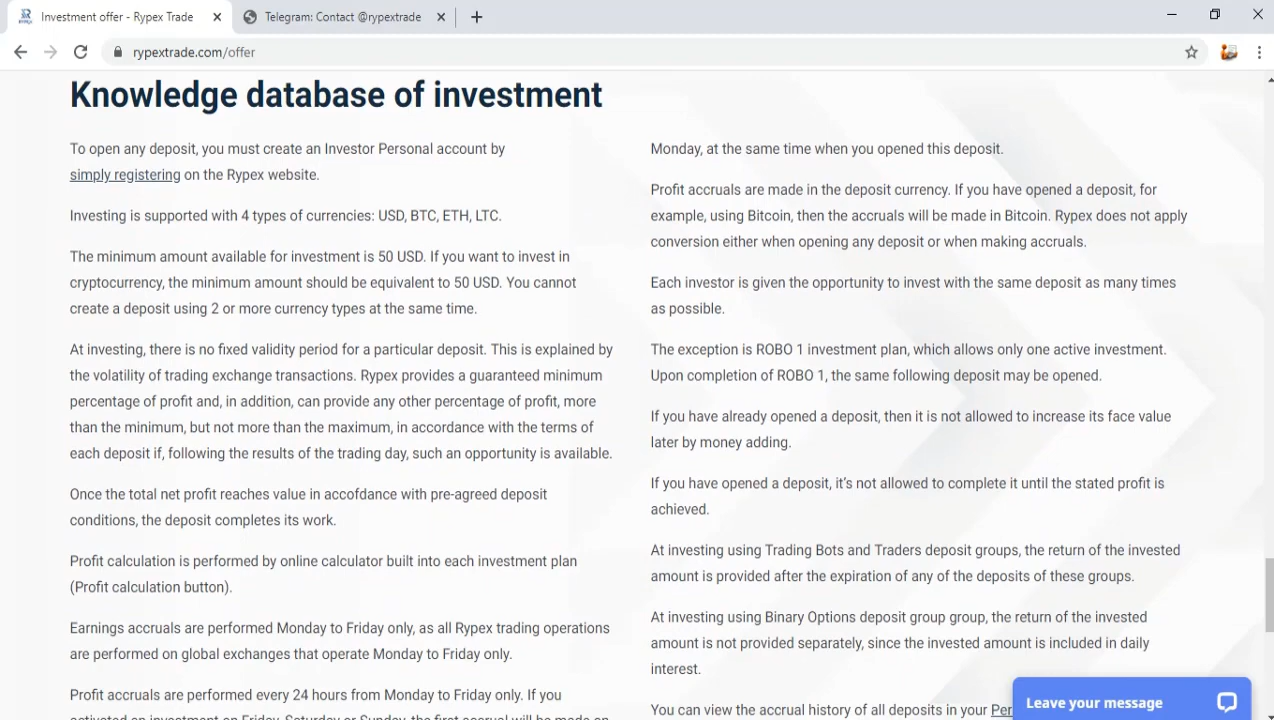 Investment offer - Rypex Trade
Telegram: Contact @rypextrade
rypextrade.com/offer
Knowledge database of investment
To open any deposit, you must create an Investor Personal account by
simply registering on the Rypex website.
Investing is supported with 4 types of currencies: USD, BTC, ETH, LTC.
The minimum amount available for investment is 50 USD. If you want to invest in
cryptocurrency, the minimum amount should be equivalent to 50 USD. You cannot
create a deposit using 2 or more currency types at the same time.
At investing, there is no fixed validity period for a particular deposit. This is explained by
the volatility of trading exchange transactions. Rypex provides a guaranteed minimum
percentage of profit and, in addition, can provide any other percentage of profit, more
than the minimum, but not more than the maximum, in accordance with the terms of
each deposit if, following the results of the trading day, such an opportunity is available.
Once the total net profit reaches value in accofdance with pre-agreed deposit
conditions, the deposit completes its work.
Profit calculation is performed by online calculator built into each investment plan
(Profit calculation button).
Earnings accruals are performed Monday to Friday only, as all Rypex trading operations
are performed on global exchanges that operate Monday to Friday only.
Profit accruals are performed every 24 hours from Monday to Friday only. If you
activated an investment on Friday, Saturday or Sunday, the first accrual will be made on
Monday, at the same time when you opened this deposit.
Profit accruals are made in the deposit currency. If you have opened a deposit, for
example, using Bitcoin, then the accruals will be made in Bitcoin. Rypex does not apply
conversion either when opening any deposit or when making accruals.
Each investor is given the opportunity to invest with the same deposit as many times
as possible.
The exception is ROBO 1 investment plan, which allows only one active investment.
Upon completion of ROBO 1, the same following deposit may be opened.
If you have already opened a deposit, then it is not allowed to increase its face value
later by money adding.
If you have opened a deposit, it's not allowed to complete it until the stated profit is
achieved.
At investing using Trading Bots and Traders deposit groups, the return of the invested
amount is provided after the expiration of any of the deposits of these groups.
At investing using Binary Options deposit group group, the return of the invested
amount is not provided separately, since the invested amount is included in daily
interest.
You can view the accrual history of all deposits in your Per
Leave your message